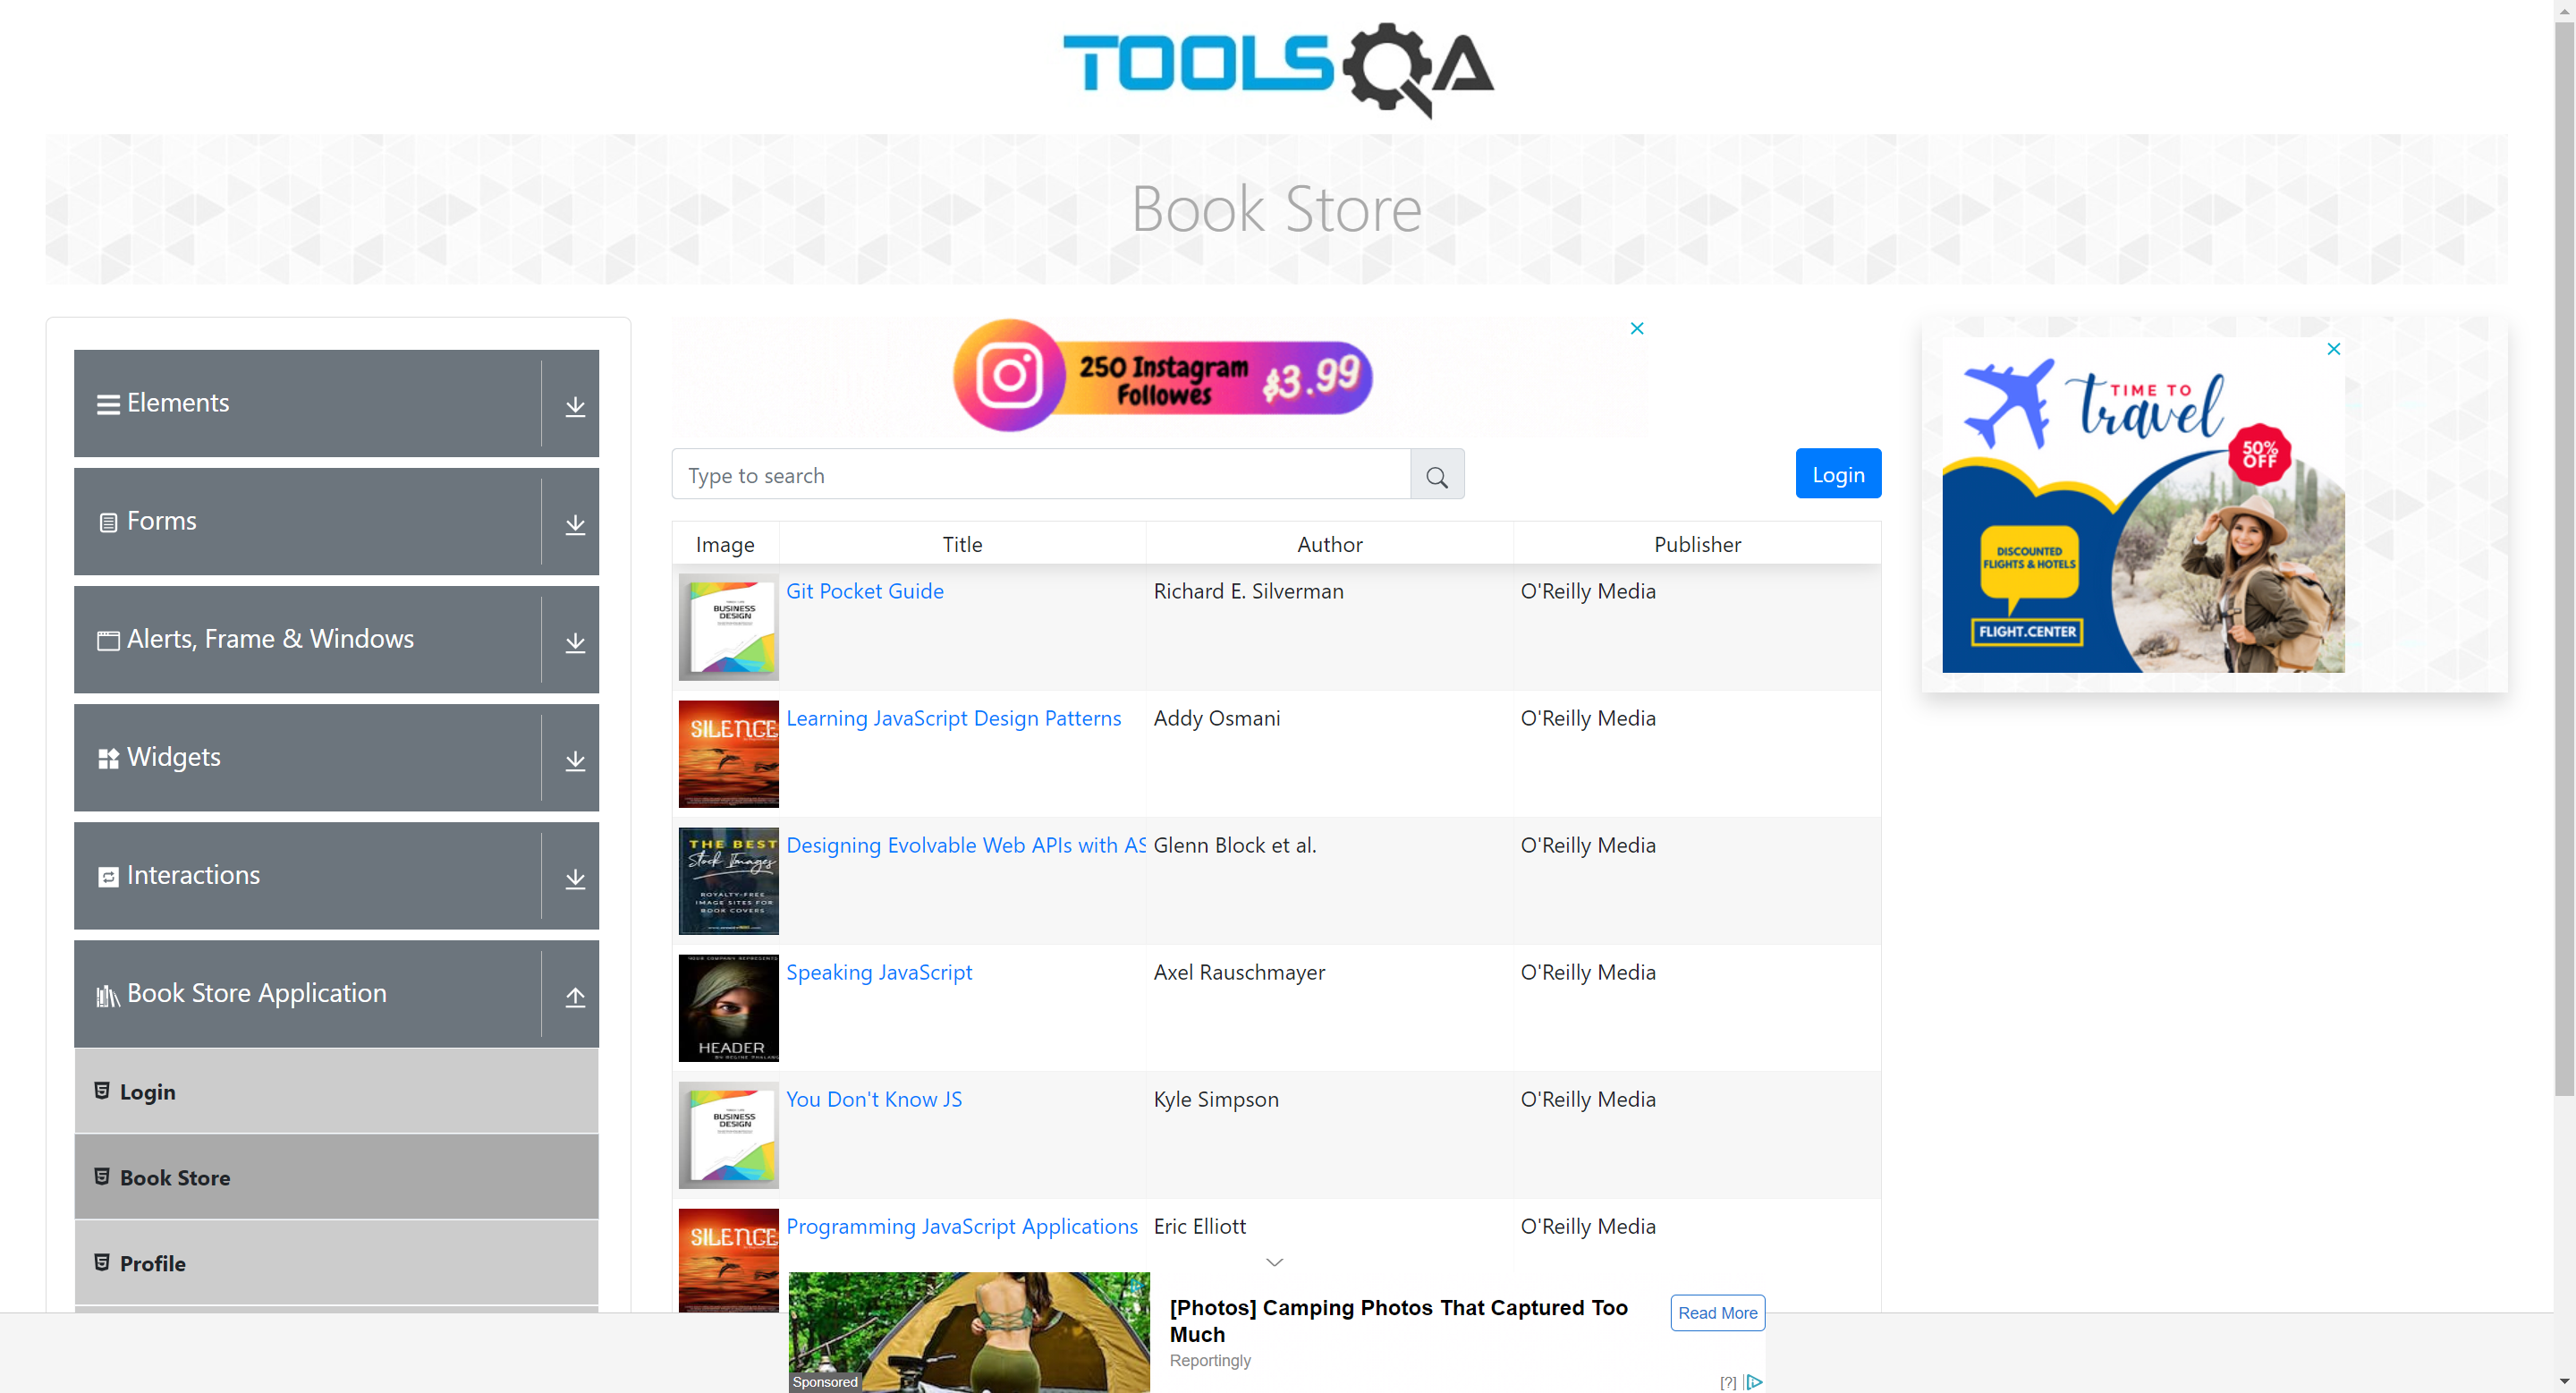 TOOLSQA
Book Store
Elements
Forms
Alerts, Frame & Windows
Widgets
Interactions
Book Store Application
Login
Book Store
Profile
250 Instagram
Followes
$3.99
Type to search
Login
Image Title Author Publisher
BUSINESS
DESIGN
Git Pocket Guide Richard E. Silverman O'Reilly Media
SILENCE
Learning JavaScript Design Patterns Addy Osmani O'Reilly Media
THE BEST
Stock Images
ROYALTY-FREE
IMAGE SITES FOR
BOOK COVERS
Designing Evolvable Web APIs with AS Glenn Block et al. O'Reilly Media
HEADER
Speaking JavaScript Axel Rauschmayer O'Reilly Media
BUSINESS
DESIGN
You Don't Know JS Kyle Simpson O'Reilly Media
SILENCE
Programming JavaScript Applications Eric Elliott O'Reilly Media
TIME TO
travel
50%
OFF
DISCOUNTED
FLIGHTS & HOTELS
FLIGHT.CENTER
Sponsored
[Photos] Camping Photos That Captured Too
Much
Reportingly
Read More
[?]